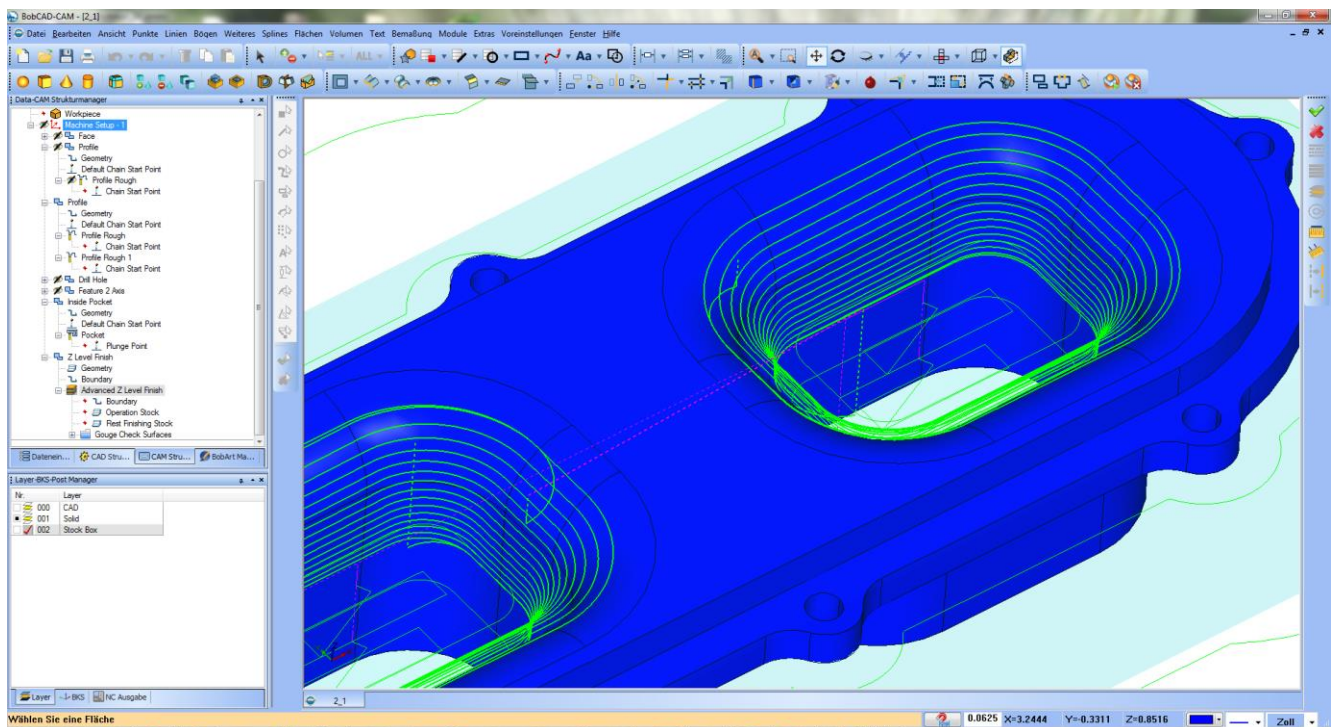 BobCAD-CAM - [2_1]
Datei Bearbeiten Ansicht Punkte Linien Bögen Weiteres Splines Flächen Volumen Text Bemaßung Module Extras Voreinstellungen Fenster Hilfe
ALL
Aa
Data-CAM Strukturmanager
Workpiece
Machine Setup - 1
Face
Profile
Geometry
Default Chain Start Point
Profile Rough
Chain Start Point
Profile
Geometry
Default Chain Start Point
Profile Rough
Chain Start Point
Profile Rough 1
Chain Start Point
Drill Hole
Feature 2 Axis
Inside Pocket
Geometry
Default Chain Start Point
Pocket
Plunge Point
Z Level Finish
Geometry
Boundary
Advanced Z Level Finish
Boundary
Operation Stock
Rest Finishing Stock
Gouge Check Surfaces
Datenein... CAD Stru... CAM Stru... BobArt Ma...
Layer-BKS-Post Manager
Nr. Layer
000 CAD
001 Solid
002 Stock Box
Layer BKS NC Ausgabe
2_1
Wählen Sie eine Fläche 0.0625 X=3.2444 Y=-0.3311 Z=0.8516 Zoll